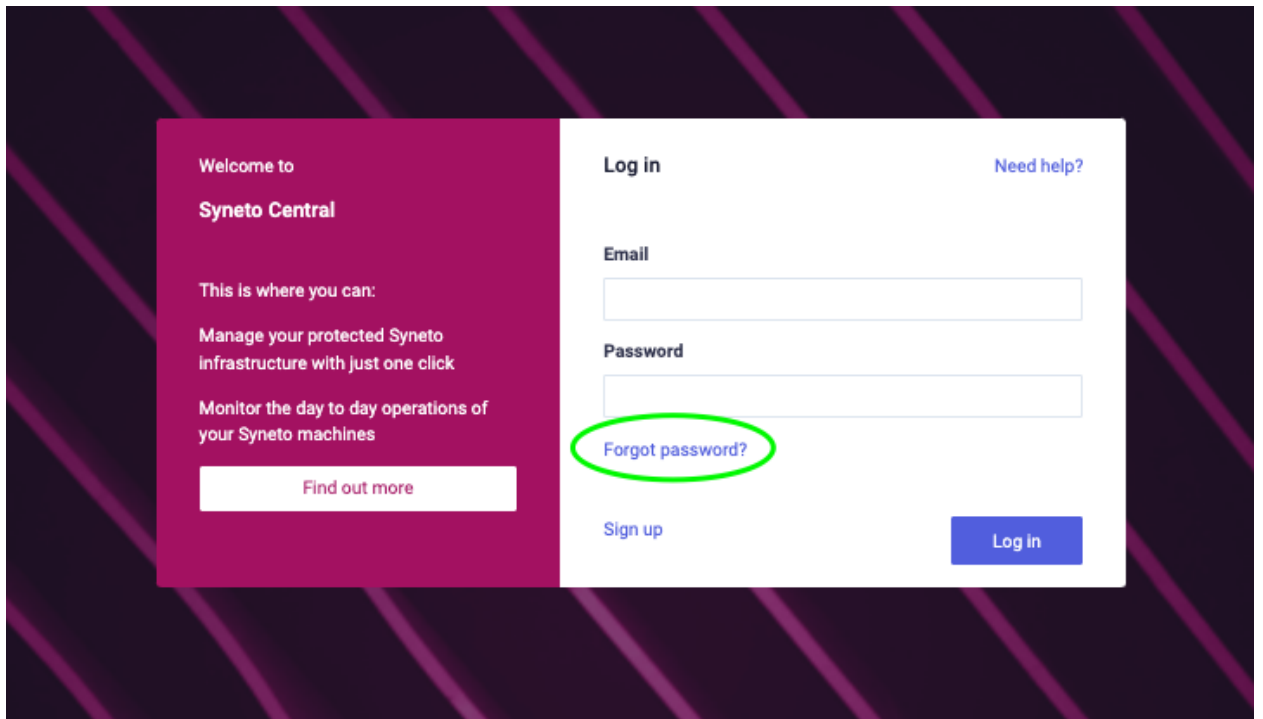 Welcome to
Syneto Central
This is where you can:
Manage your protected Syneto
infrastructure with just one click
Monitor the day to day operations of
your Syneto machines
Find out more
Log in
Need help?
Email
Password
Forgot password?
Sign up
Log in